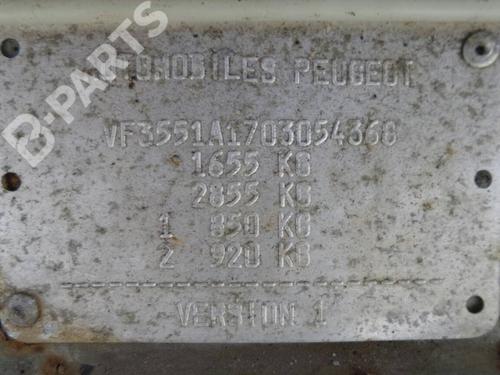 B-PARTS
AUTOMOBILES PEUGEOT
VF3551A1703054368
1655 KG
2855 KG
1 850 KG
2 920 KG
VERSION 1